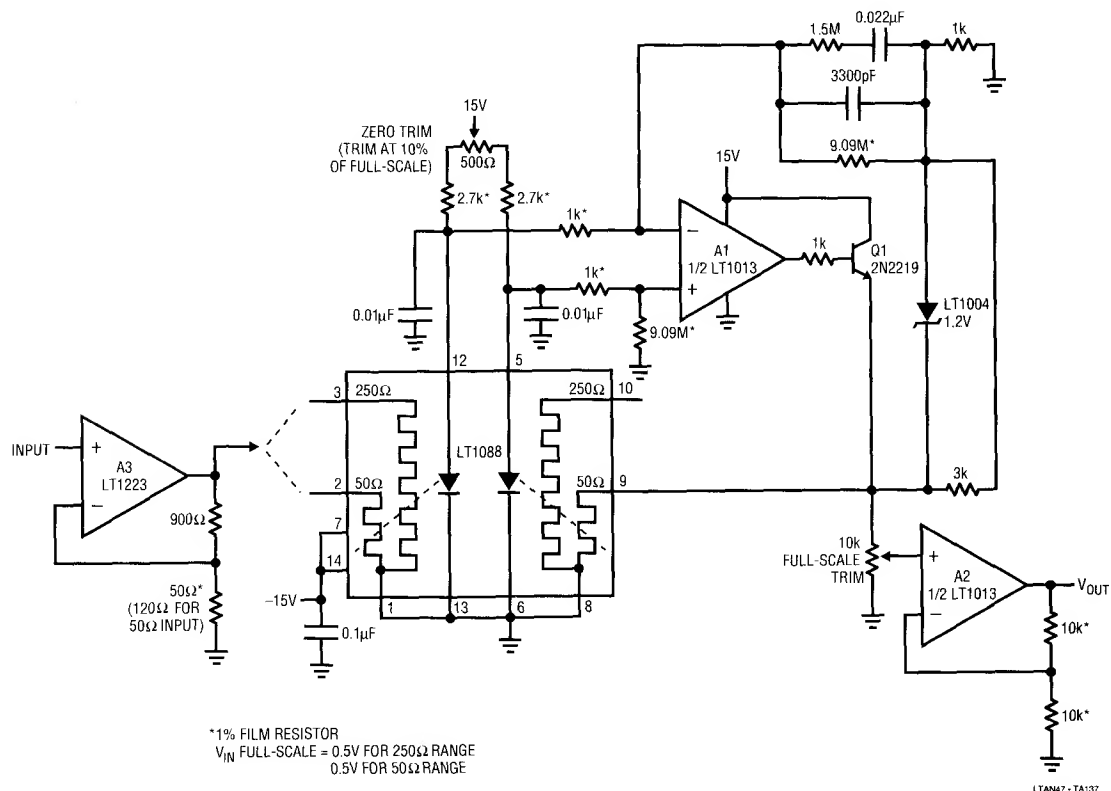 0.022µF
1.5M
1k
3300pF
15V
ZERO TRIM
(TRIM AT 10%
OF FULL-SCALE)
500Ω
9.09M*
15V
2.7k*
2.7k*
1k*
−
A1
1/2 LT1013
+
1k
Q1
2N2219
1k*
LT1004
1.2V
0.01µF
0.01µF
9.09M*
12
5
3
250Ω
250Ω
10
INPUT
+
A3
LT1223
−
LT1088
2
50Ω
50Ω
9
3k
900Ω
7
14
10k
FULL-SCALE
TRIM
+
A2
1/2 LT1013
−
VOUT
50Ω*
(120Ω FOR
50Ω INPUT)
−15V
1
13
6
8
0.1µF
10k*
10k*
*1% FILM RESISTOR
VIN FULL-SCALE = 0.5V FOR 250Ω RANGE
0.5V FOR 50Ω RANGE
LTAN47 • TA137